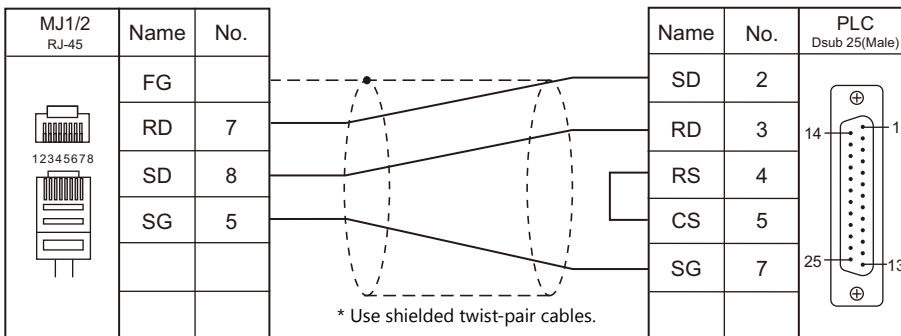 MJ1/2 Name No. Name No. PLC
RJ-45 Dsub 25(Male)
FG SD 2
RD 7 RD 3 14 1
12345678
SD 8 RS 4
SG 5 CS 5
SG 7 25 13
* Use shielded twist-pair cables.